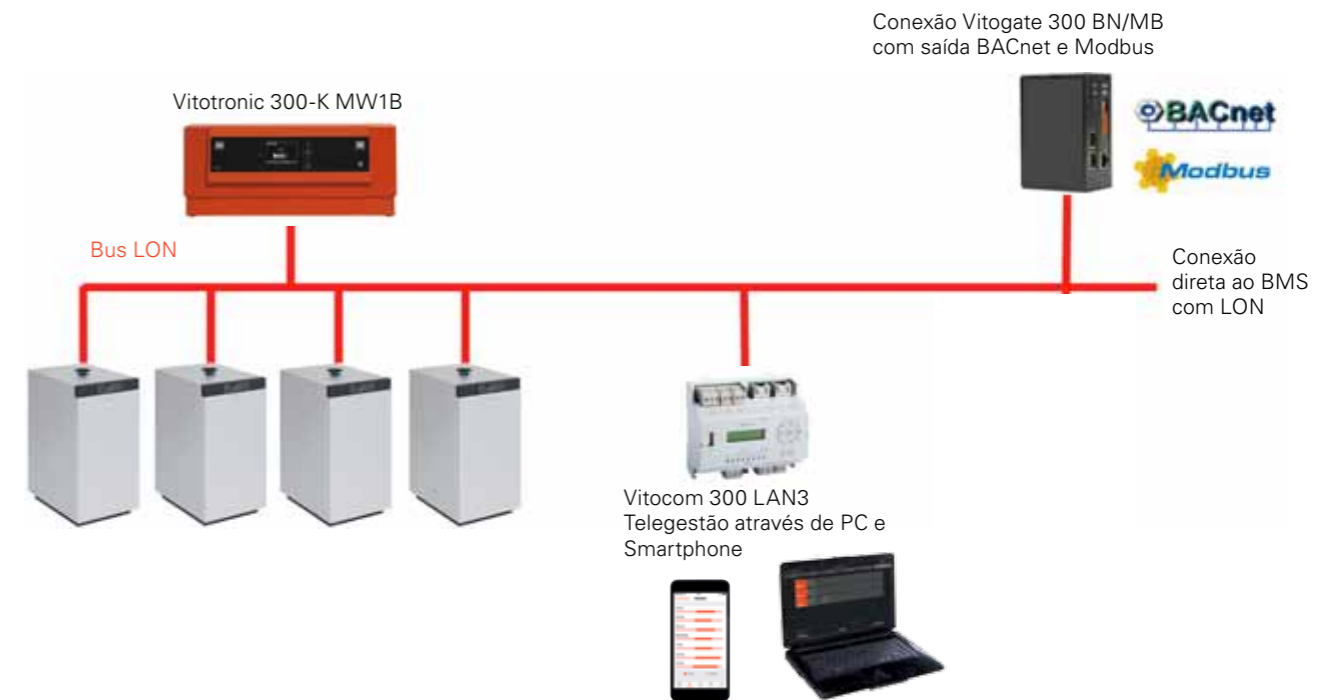 Conexão Vitogate 300 BN/MB
com saída BACnet e Modbus
Vitotronic 300-K MW1B
BACnet
Modbus
Bus LON
Conexão
direta ao BMS
com LON
Vitocom 300 LAN3
Telegestão através de PC e
Smartphone